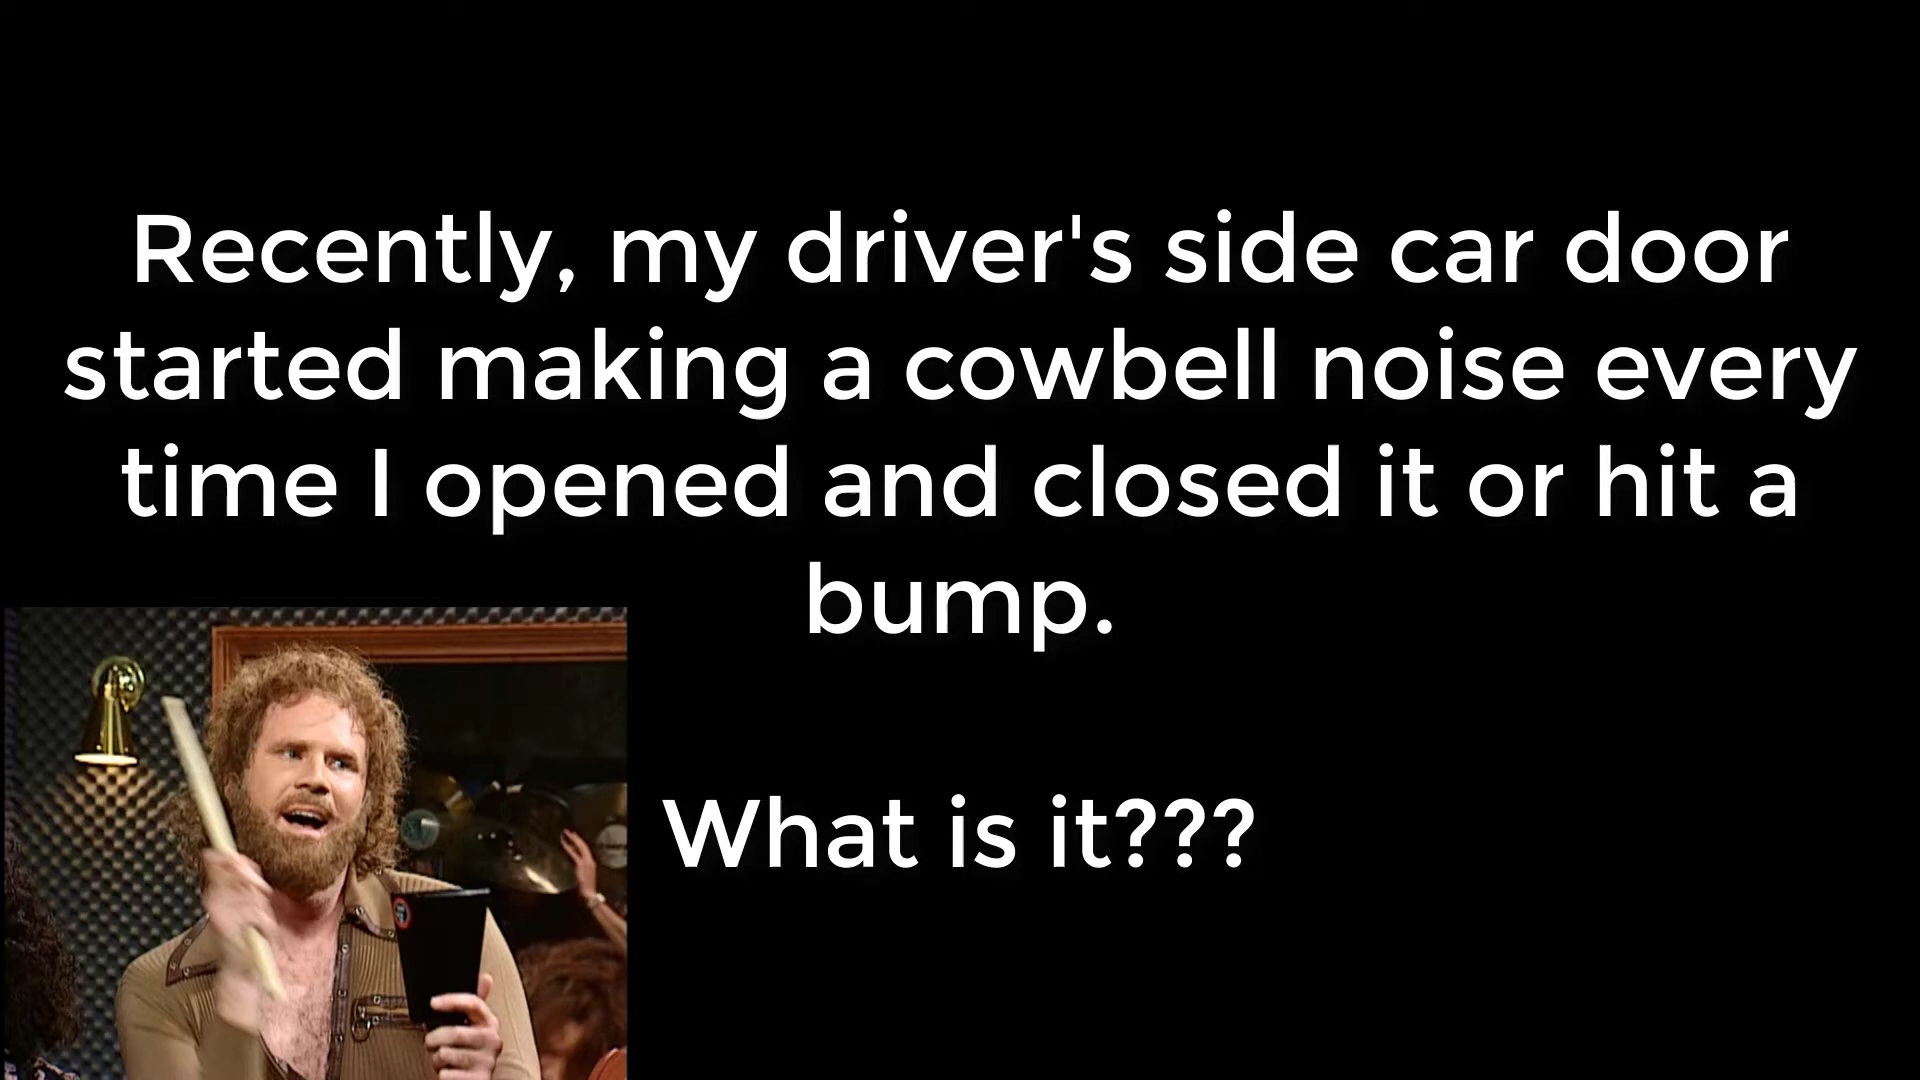 Recently, my driver's side car door
started making a cowbell noise every
time I opened and closed it or hit a
bump.
What is it???